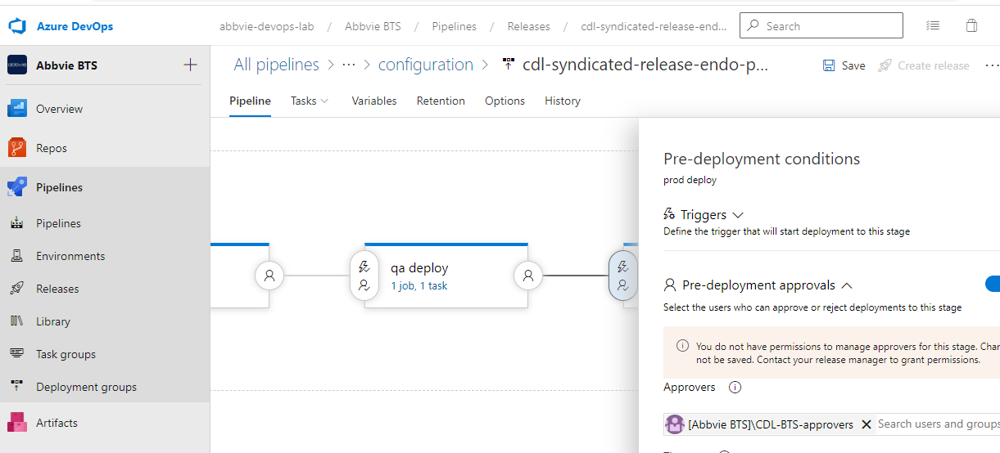 Azure DevOps
abbvie-devops-lab / Abbvie BTS / Pipelines / Releases / cdl-syndicated-release-end...
Search
Abbvie BTS
Overview
Repos
Pipelines
Pipelines
Environments
Releases
Library
Task groups
Deployment groups
Artifacts
All pipelines > ... > configuration > cdl-syndicated-release-endo-p...
Save
Create release
Pipeline Tasks Variables Retention Options History
qa deploy
1 job, 1 task
Pre-deployment conditions
prod deploy
Triggers
Define the trigger that will start deployment to this stage
Pre-deployment approvals
Select the users who can approve or reject deployments to this stage
You do not have permissions to manage approvers for this stage. Chan
not be saved. Contact your release manager to grant permissions.
Approvers
[Abbvie BTS]\CDL-BTS-approvers Search users and groups